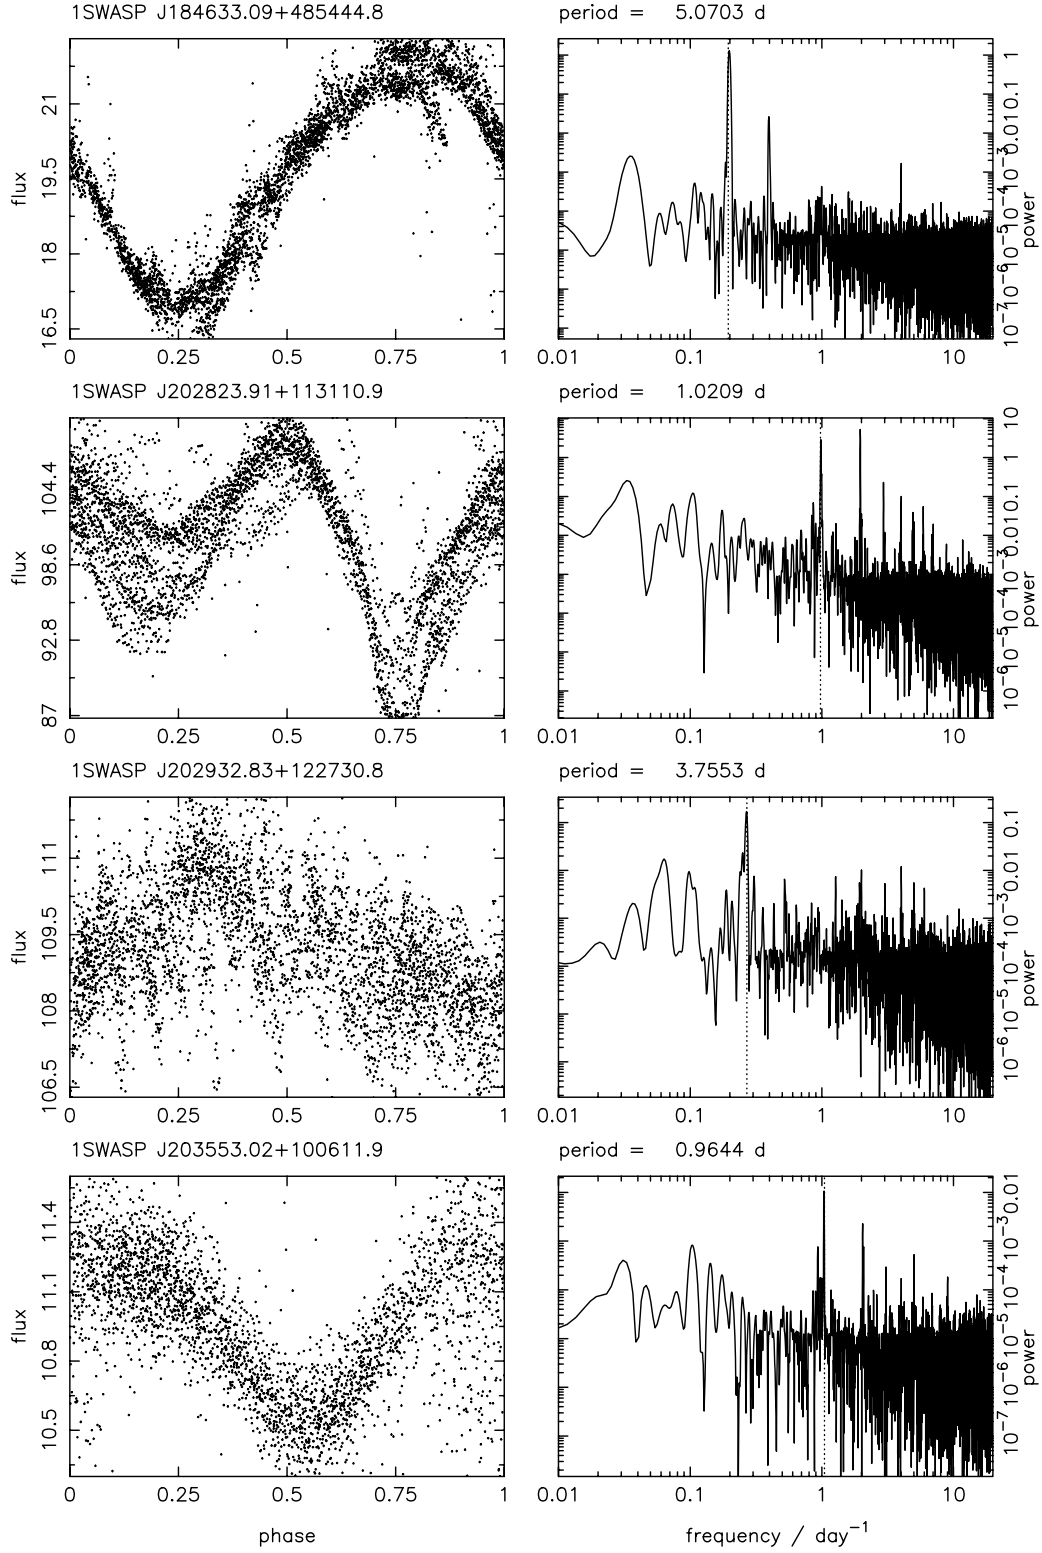 1SWASP J184633.09+485444.8 period = 5.0703 d
flux 16.5 18 19.5 21
0 0.25 0.5 0.75 1
power 10⁻⁷ 10⁻⁶ 10⁻⁵ 10⁻⁴ 10⁻³ 0.01 0.1 1
0.01 0.1 1 10
1SWASP J202823.91+113110.9 period = 1.0209 d
flux 87 92.8 98.6 104.4
0 0.25 0.5 0.75 1
power 10⁻⁶ 10⁻⁵ 10⁻⁴ 10⁻³ 0.01 0.1 1 10
0.01 0.1 1 10
1SWASP J202932.83+122730.8 period = 3.7553 d
flux 106.5 108 109.5 111
0 0.25 0.5 0.75 1
power 10⁻⁶ 10⁻⁵ 10⁻⁴ 10⁻³ 0.01 0.1
0.01 0.1 1 10
1SWASP J203553.02+100611.9 period = 0.9644 d
flux 10.5 10.8 11.1 11.4
0 0.25 0.5 0.75 1
power 10⁻⁷ 10⁻⁶ 10⁻⁵ 10⁻⁴ 10⁻³ 0.01
0.01 0.1 1 10
phase frequency / day⁻¹